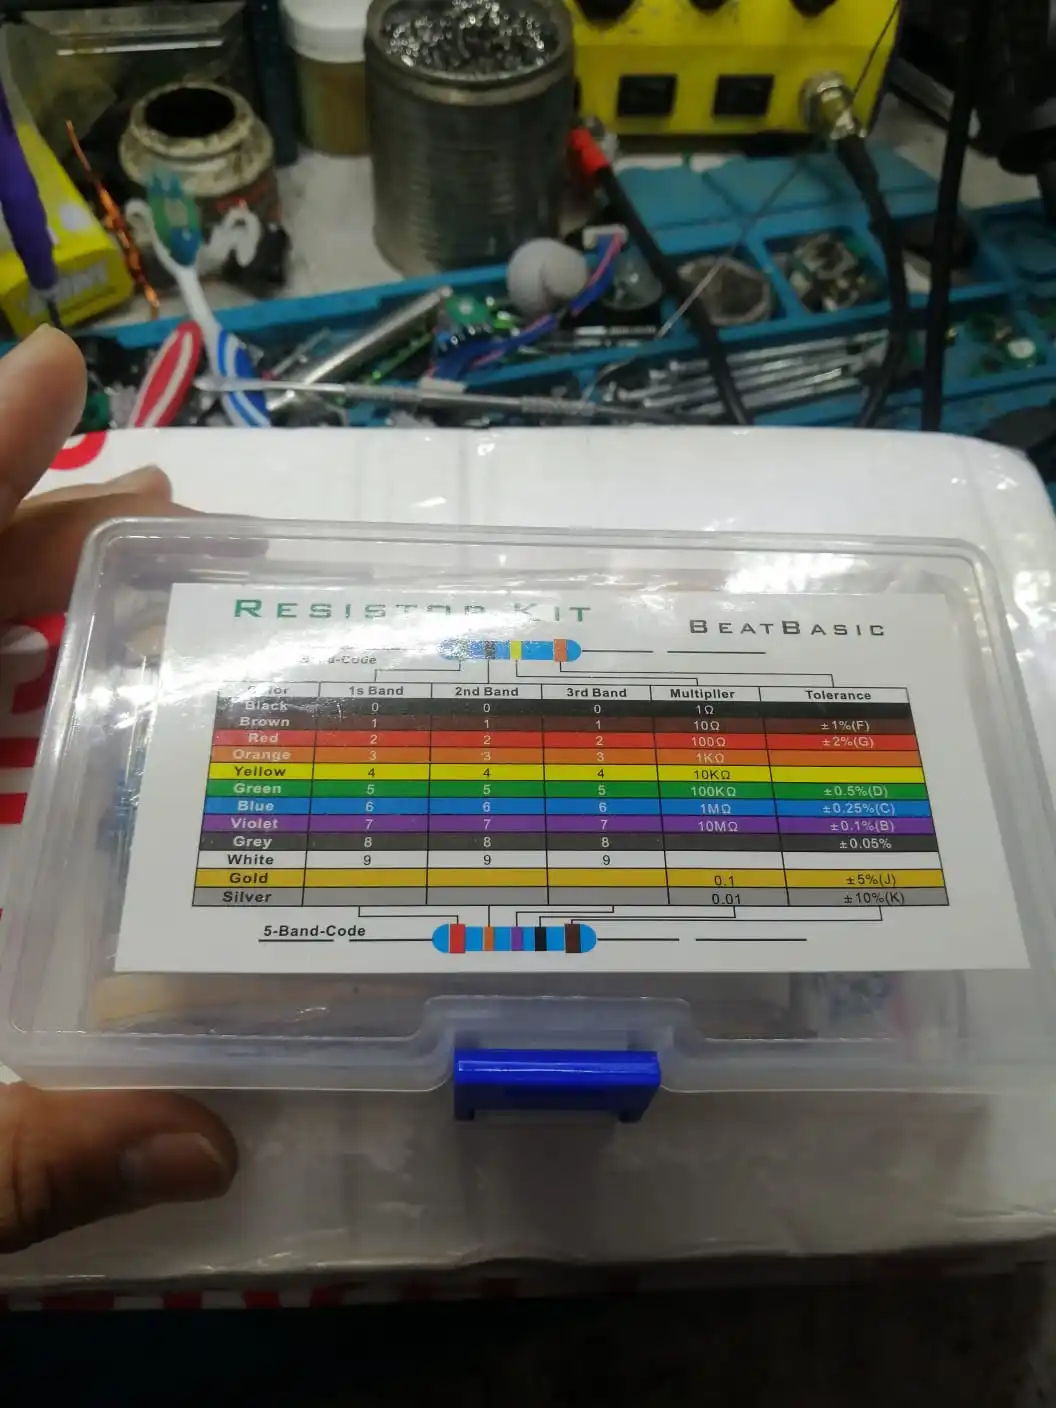 RESISTOR KIT
BEATBASIC
-Code
Color 1s Band 2nd Band 3rd Band Multiplier Tolerance
Black 0 0 0 1Ω
Brown 1 1 1 10Ω ±1%(F)
Red 2 2 2 100Ω ±2%(G)
Orange 3 3 3 1KΩ
Yellow 4 4 4 10KΩ
Green 5 5 5 100KΩ ±0.5%(D)
Blue 6 6 6 1MΩ ±0.25%(C)
Violet 7 7 7 10MΩ ±0.1%(B)
Grey 8 8 8 ±0.05%
White 9 9 9
Gold 0.1 ±5%(J)
Silver 0.01 ±10%(K)
5-Band-Code